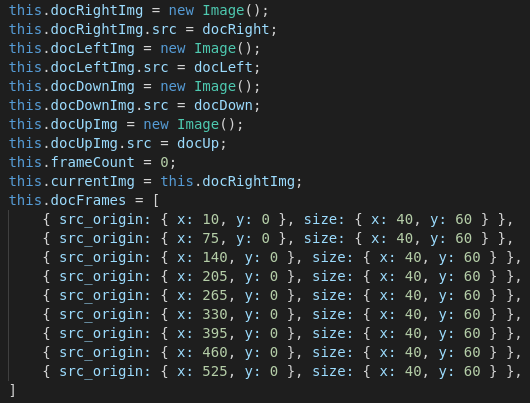 this.docRightImg = new Image();
this.docRightImg.src = docRight;
this.docLeftImg = new Image();
this.docLeftImg.src = docLeft;
this.docDownImg = new Image();
this.docDownImg.src = docDown;
this.docUpImg = new Image();
this.docUpImg.src = docUp;
this.frameCount = 0;
this.currentImg = this.docRightImg;
this.docFrames = [
    { src_origin: { x: 10, y: 0 }, size: { x: 40, y: 60 } },
    { src_origin: { x: 75, y: 0 }, size: { x: 40, y: 60 } },
    { src_origin: { x: 140, y: 0 }, size: { x: 40, y: 60 } },
    { src_origin: { x: 205, y: 0 }, size: { x: 40, y: 60 } },
    { src_origin: { x: 265, y: 0 }, size: { x: 40, y: 60 } },
    { src_origin: { x: 330, y: 0 }, size: { x: 40, y: 60 } },
    { src_origin: { x: 395, y: 0 }, size: { x: 40, y: 60 } },
    { src_origin: { x: 460, y: 0 }, size: { x: 40, y: 60 } },
    { src_origin: { x: 525, y: 0 }, size: { x: 40, y: 60 } },
]